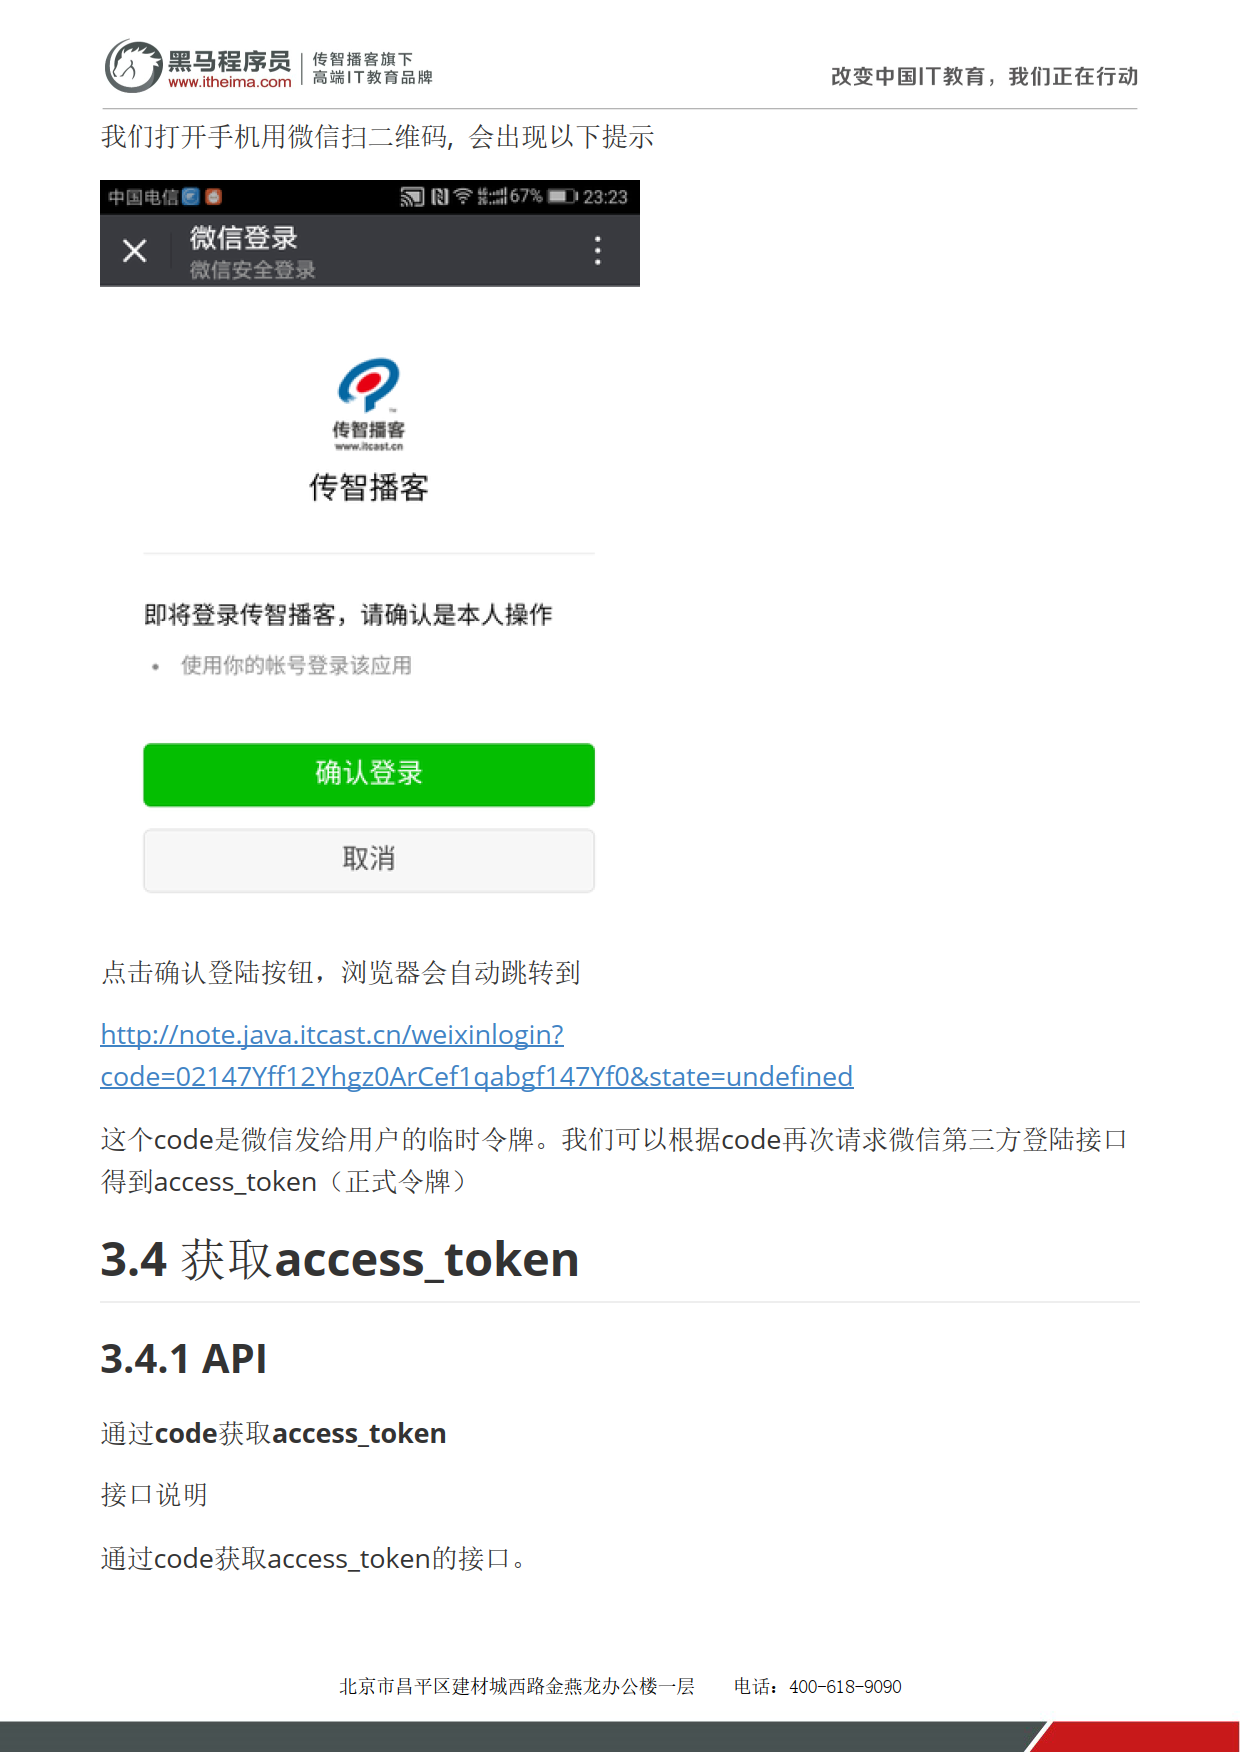 黑马程序员
www.itheima.com
传智播客旗下
高端IT教育品牌
改变中国IT教育，我们正在行动
我们打开手机用微信扫二维码, 会出现以下提示
中国电信
67%
23:23
微信登录
微信安全登录
传智播客
www.itcast.cn
传智播客
即将登录传智播客，请确认是本人操作
• 使用你的帐号登录该应用
确认登录
取消
点击确认登陆按钮，浏览器会自动跳转到
http://note.java.itcast.cn/weixinlogin?
code=02147Yff12Yhgz0ArCef1qabgf147Yf0&state=undefined
这个code是微信发给用户的临时令牌。我们可以根据code再次请求微信第三方登陆接口
得到access_token（正式令牌）
3.4 获取access_token
3.4.1 API
通过code获取access_token
接口说明
通过code获取access_token的接口。
北京市昌平区建材城西路金燕龙办公楼一层 电话：400-618-9090